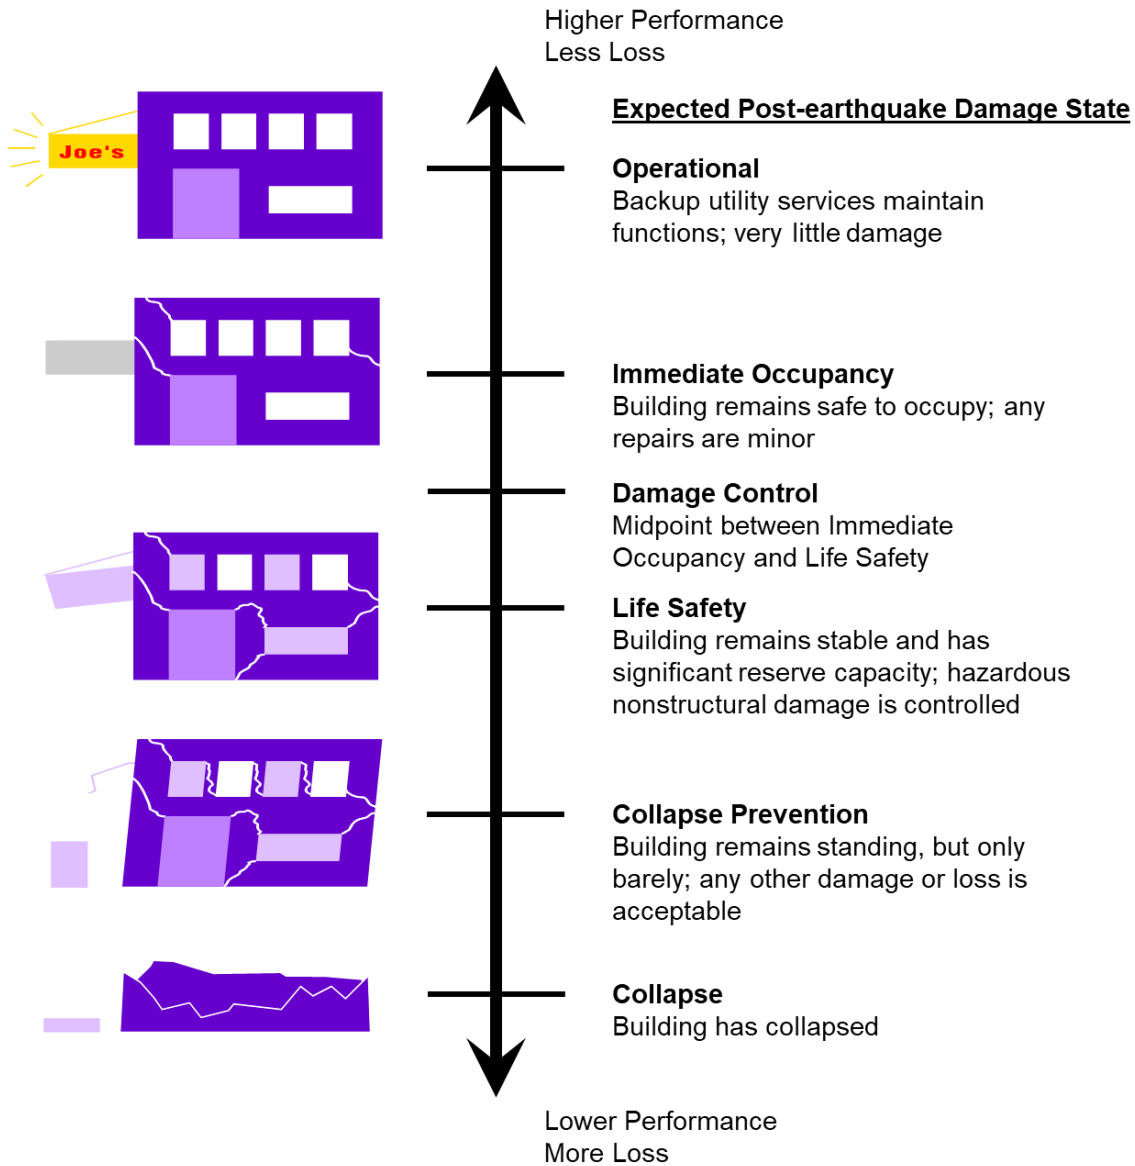 Higher Performance
Less Loss
Expected Post-earthquake Damage State
Joe's
Operational
Backup utility services maintain
functions; very little damage
Immediate Occupancy
Building remains safe to occupy; any
repairs are minor
Damage Control
Midpoint between Immediate
Occupancy and Life Safety
Life Safety
Building remains stable and has
significant reserve capacity; hazardous
nonstructural damage is controlled
Collapse Prevention
Building remains standing, but only
barely; any other damage or loss is
acceptable
Collapse
Building has collapsed
Lower Performance
More Loss